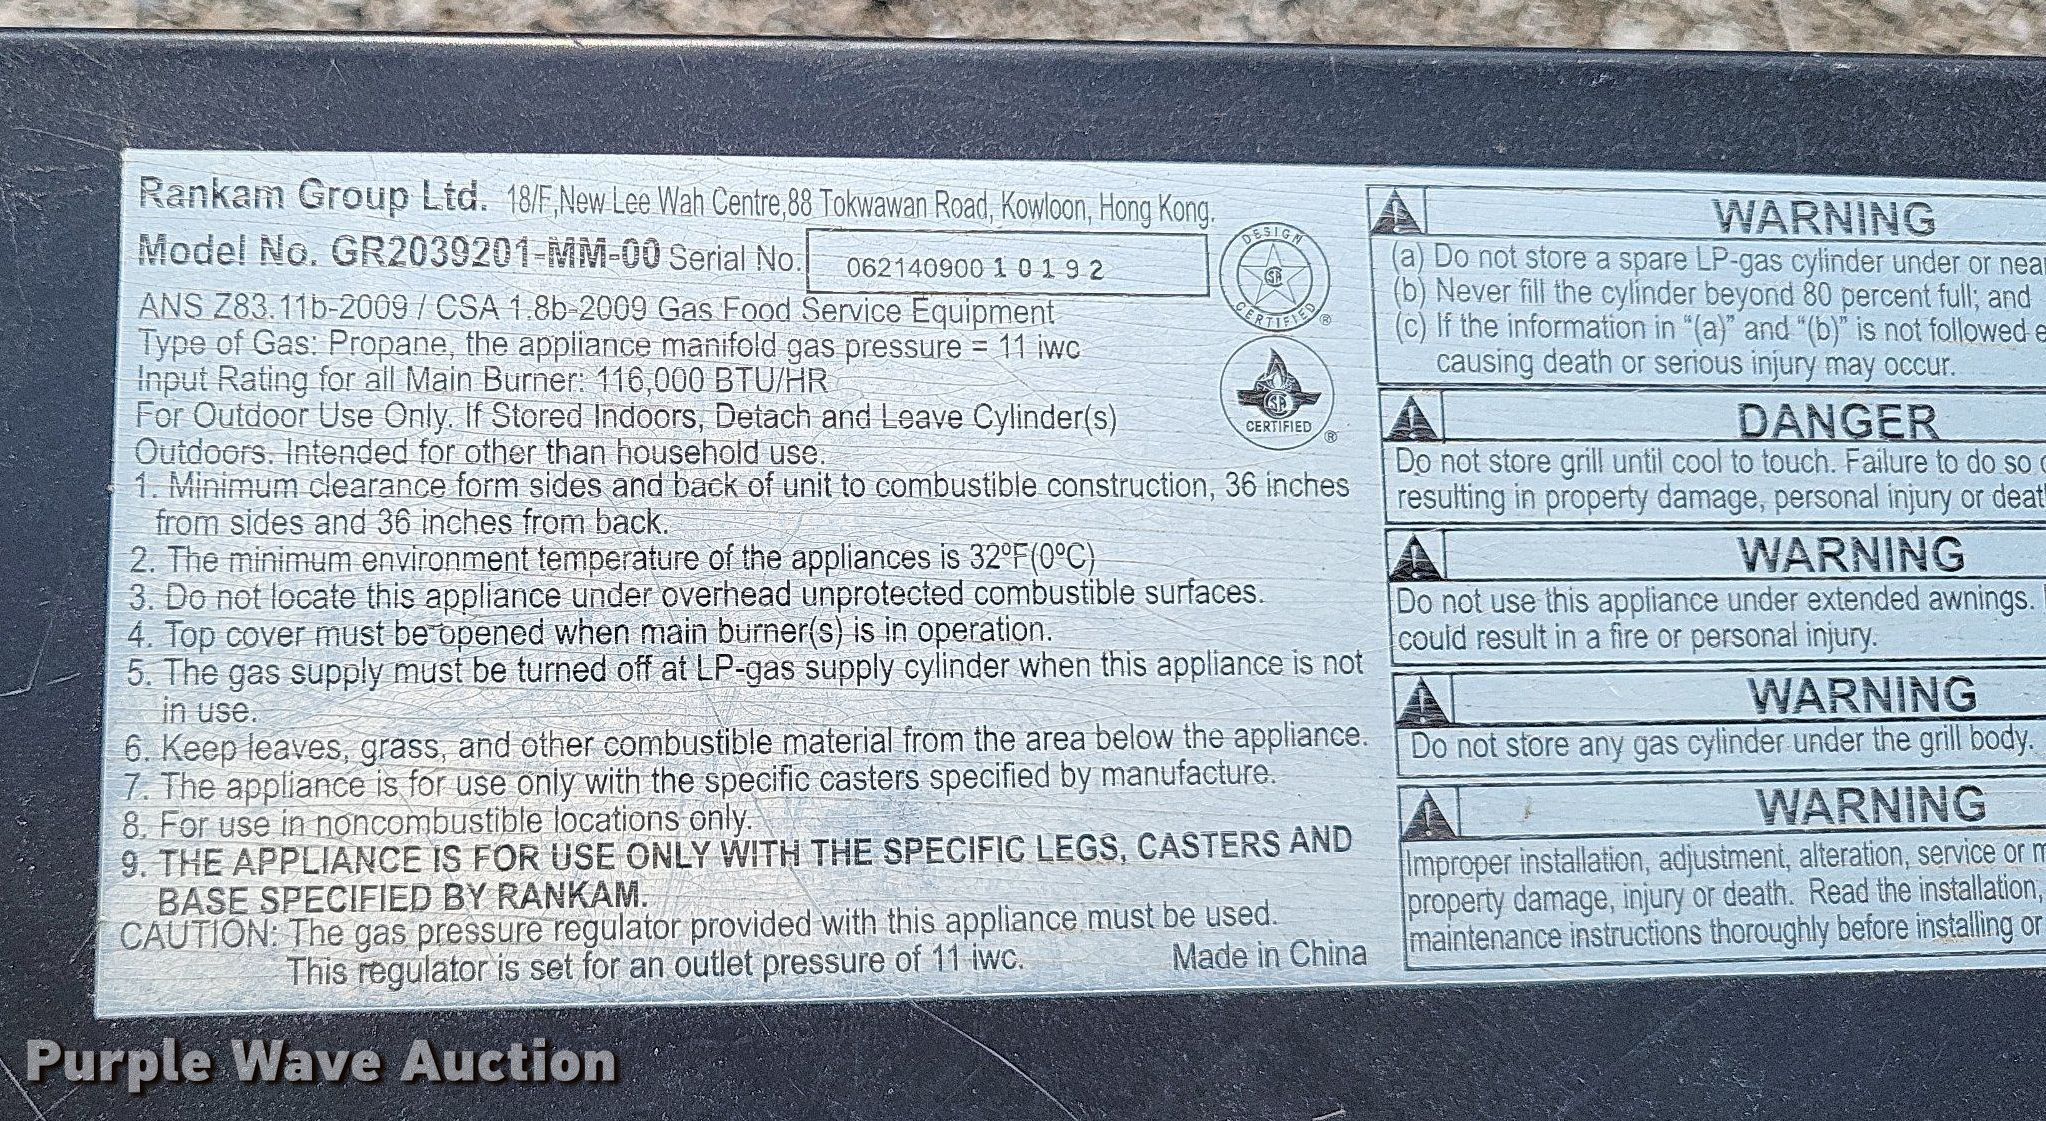 Rankam Group Ltd. 18/F,New Lee Wah Centre,88 Tokwawan Road, Kowloon, Hong Kong.
Model No. GR2039201-MM-00 Serial No. 062140900 10192
ANS Z83.11b-2009 / CSA 1.8b-2009 Gas Food Service Equipment
Type of Gas: Propane, the appliance manifold gas pressure = 11 iwc
Input Rating for all Main Burner: 116,000 BTU/HR
For Outdoor Use Only. If Stored Indoors, Detach and Leave Cylinder(s)
Outdoors. Intended for other than household use.
1. Minimum clearance form sides and back of unit to combustible construction, 36 inches
from sides and 36 inches from back.
2. The minimum environment temperature of the appliances is 32ºF(0ºC)
3. Do not locate this appliance under overhead unprotected combustible surfaces.
4. Top cover must be opened when main burner(s) is in operation.
5. The gas supply must be turned off at LP-gas supply cylinder when this appliance is not
in use.
6. Keep leaves, grass, and other combustible material from the area below the appliance.
7. The appliance is for use only with the specific casters specified by manufacture.
8. For use in noncombustible locations only.
9. THE APPLIANCE IS FOR USE ONLY WITH THE SPECIFIC LEGS, CASTERS AND
BASE SPECIFIED BY RANKAM.
CAUTION: The gas pressure regulator provided with this appliance must be used.
This regulator is set for an outlet pressure of 11 iwc.
Made in China
DESIGN
SA
CERTIFIED ®
SA
CERTIFIED ®
WARNING
(a) Do not store a spare LP-gas cylinder under or near
(b) Never fill the cylinder beyond 80 percent full; and
(c) If the information in “(a)” and “(b)” is not followed e
causing death or serious injury may occur.
DANGER
Do not store grill until cool to touch. Failure to do so
resulting in property damage, personal injury or deat
WARNING
Do not use this appliance under extended awnings.
could result in a fire or personal injury.
WARNING
Do not store any gas cylinder under the grill body.
WARNING
Improper installation, adjustment, alteration, service or m
property damage, injury or death. Read the installation,
maintenance instructions thoroughly before installing or
Purple Wave Auction